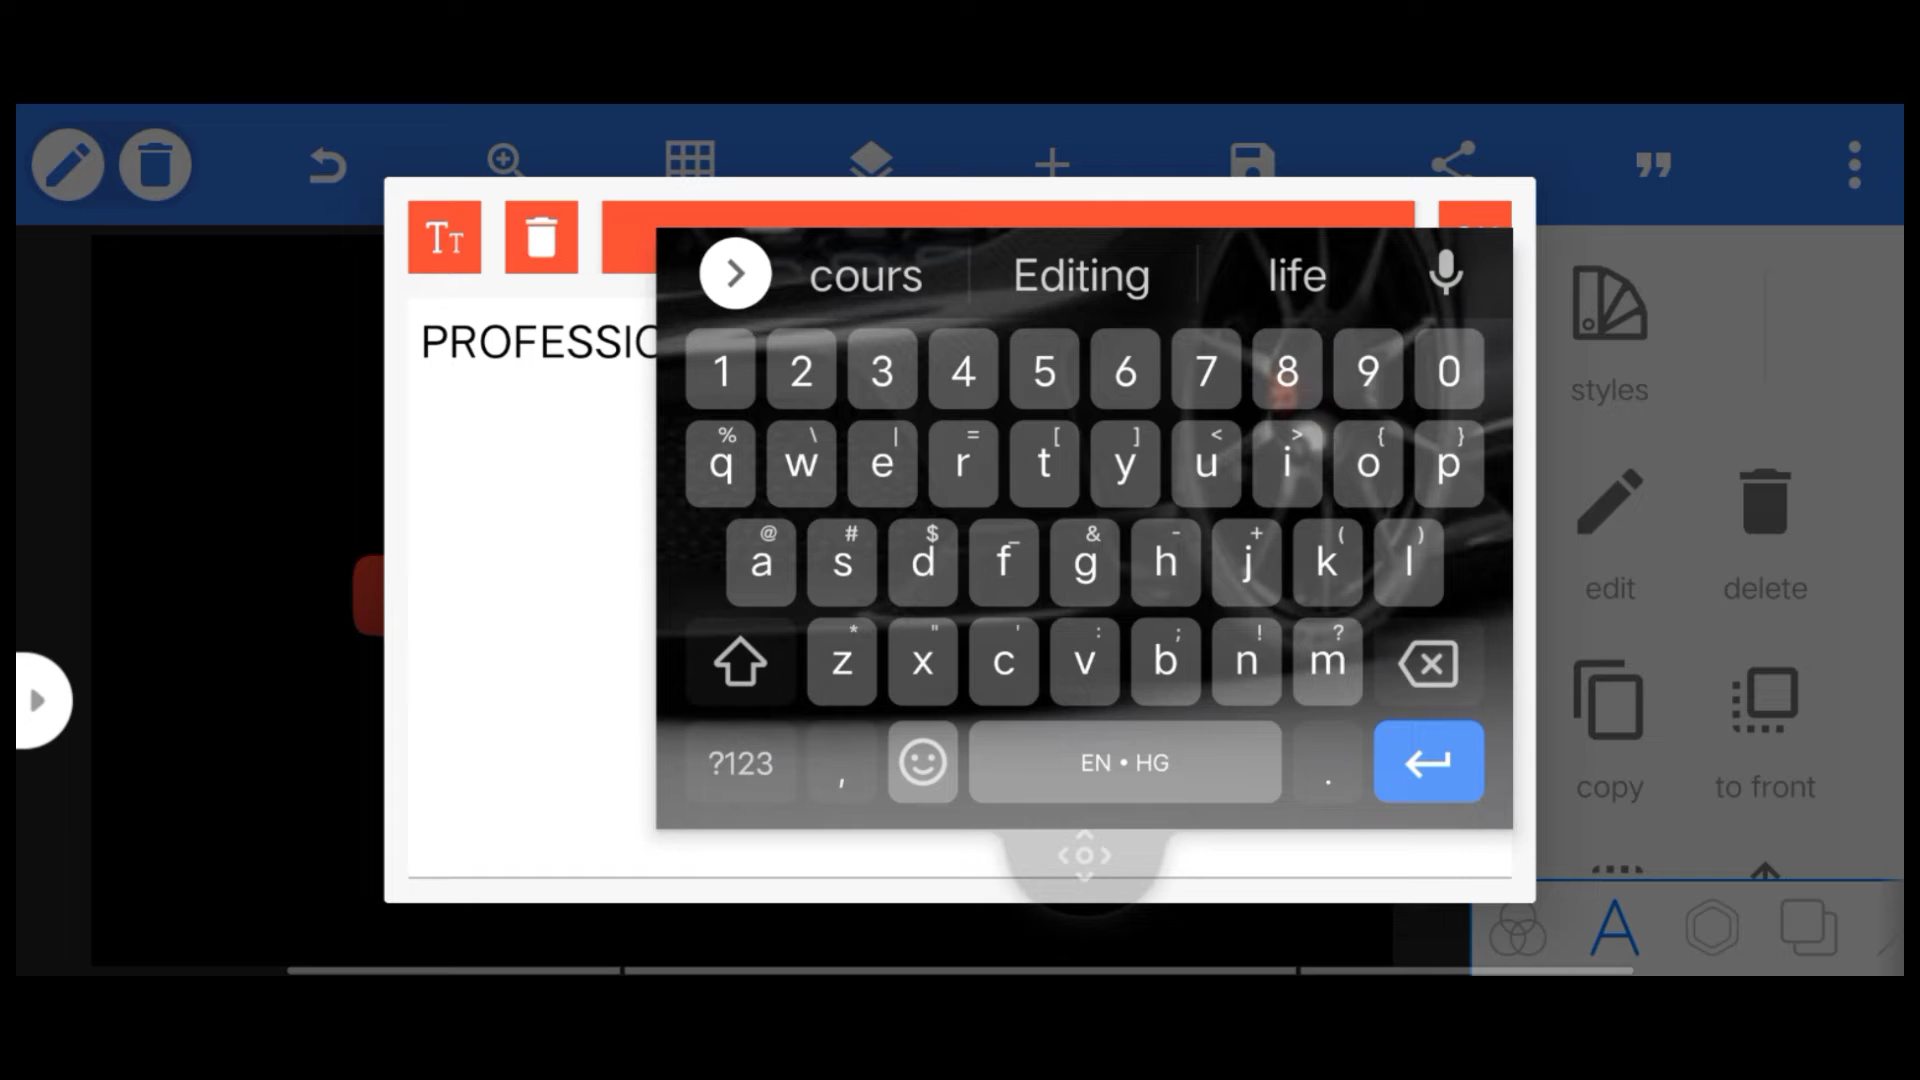 TT
cours Editing life
PROFESSIO
1 2 3 4 5 6 7 8 9 0
% \ | = [ ] < > { }
q w e r t y u i o p
@ # $ _ & - + ( )
a s d f g h j k l
* " ' : ; ! ?
z x c v b n m
?123 , EN • HG .
styles
edit delete
copy to front
A